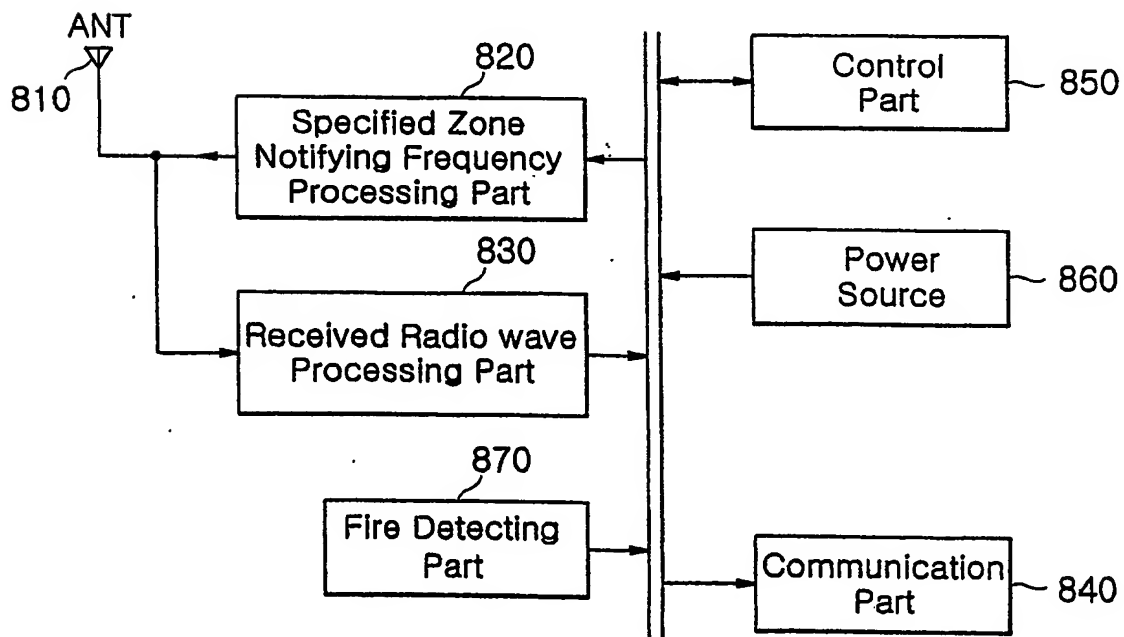 ANT
810
820
Specified Zone
Notifying Frequency
Processing Part
830
Received Radio wave
Processing Part
870
Fire Detecting
Part
Control
Part
850
Power
Source
860
Communication
Part
840